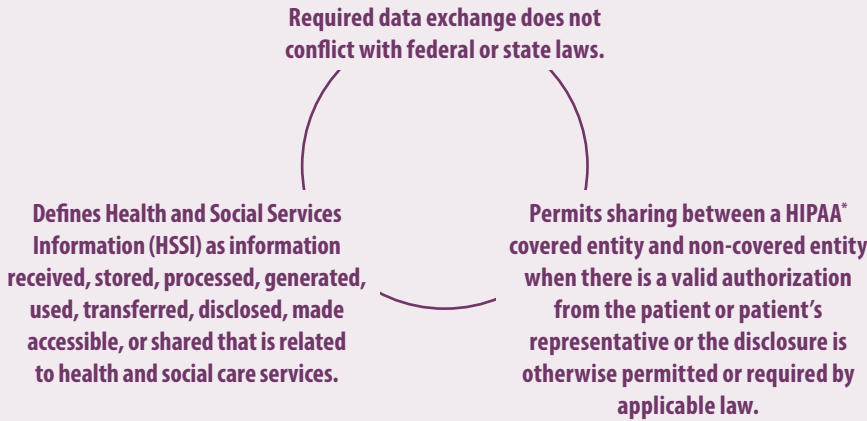 Required data exchange does not
conflict with federal or state laws.
Defines Health and Social Services
Information (HSSI) as information
received, stored, processed, generated,
used, transferred, disclosed, made
accessible, or shared that is related
to health and social care services.
Permits sharing between a HIPAA*
covered entity and non-covered entity
when there is a valid authorization
from the patient or patient’s
representative or the disclosure is
otherwise permitted or required by
applicable law.